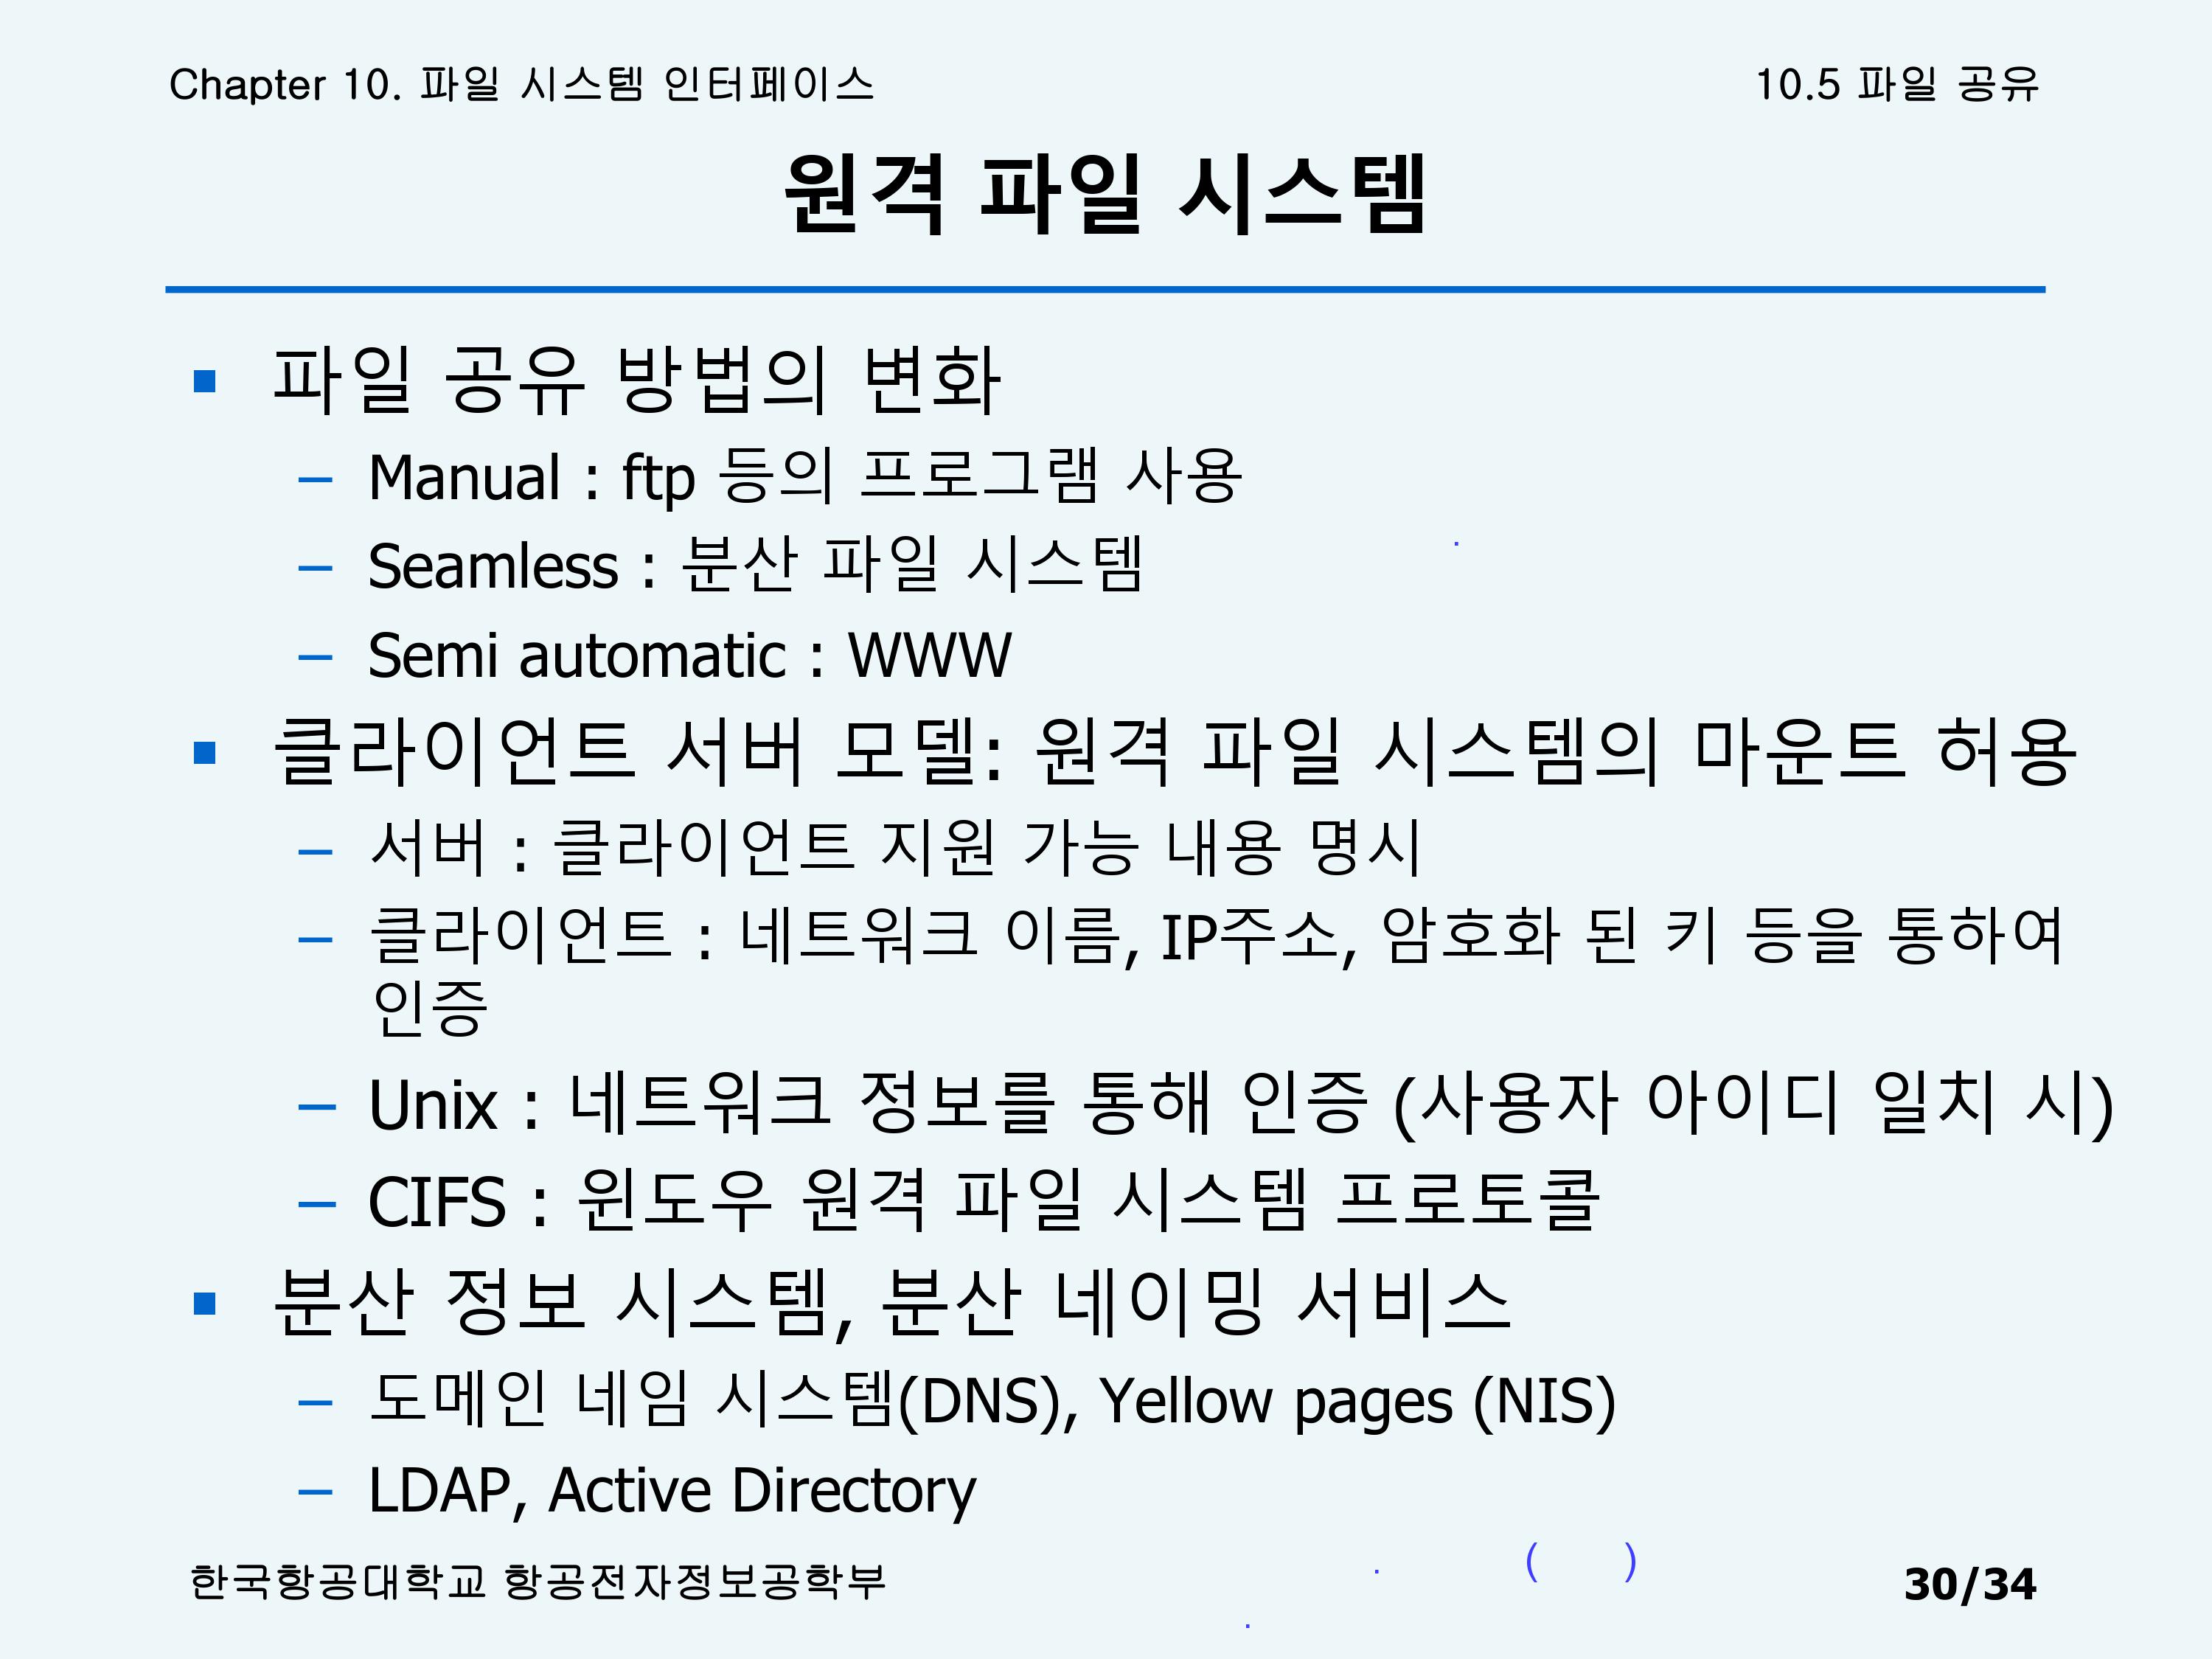 Chapter 10. 파일 시스템 인터페이스
10.5 파일 공유
원격 파일 시스템
▪ 파일 공유 방법의 변화
– Manual : ftp 등의 프로그램 사용
– Seamless : 분산 파일 시스템
– Semi automatic : WWW
▪ 클라이언트 서버 모델: 원격 파일 시스템의 마운트 허용
– 서버 : 클라이언트 지원 가능 내용 명시
– 클라이언트 : 네트워크 이름, IP주소, 암호화 된 키 등을 통하여
인증
– Unix : 네트워크 정보를 통해 인증 (사용자 아이디 일치 시)
– CIFS : 윈도우 원격 파일 시스템 프로토콜
▪ 분산 정보 시스템, 분산 네이밍 서비스
– 도메인 네임 시스템(DNS), Yellow pages (NIS)
– LDAP, Active Directory
한국항공대학교 항공전자정보공학부
. ( )
30/34
.